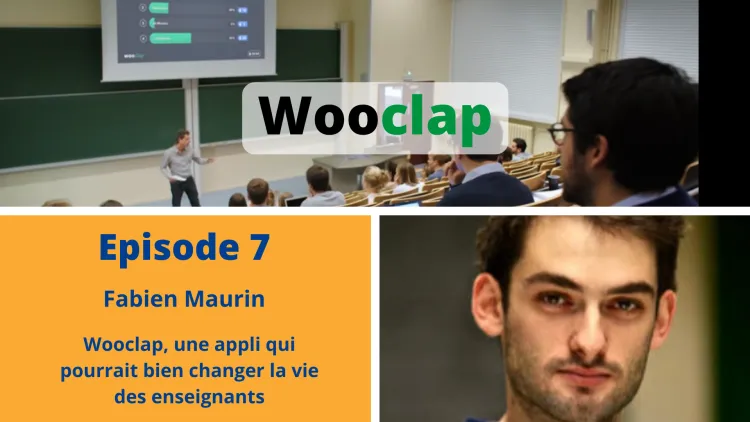 Wooclap
Episode 7
Fabien Maurin
Wooclap, une appli qui
pourrait bien changer la vie
des enseignants